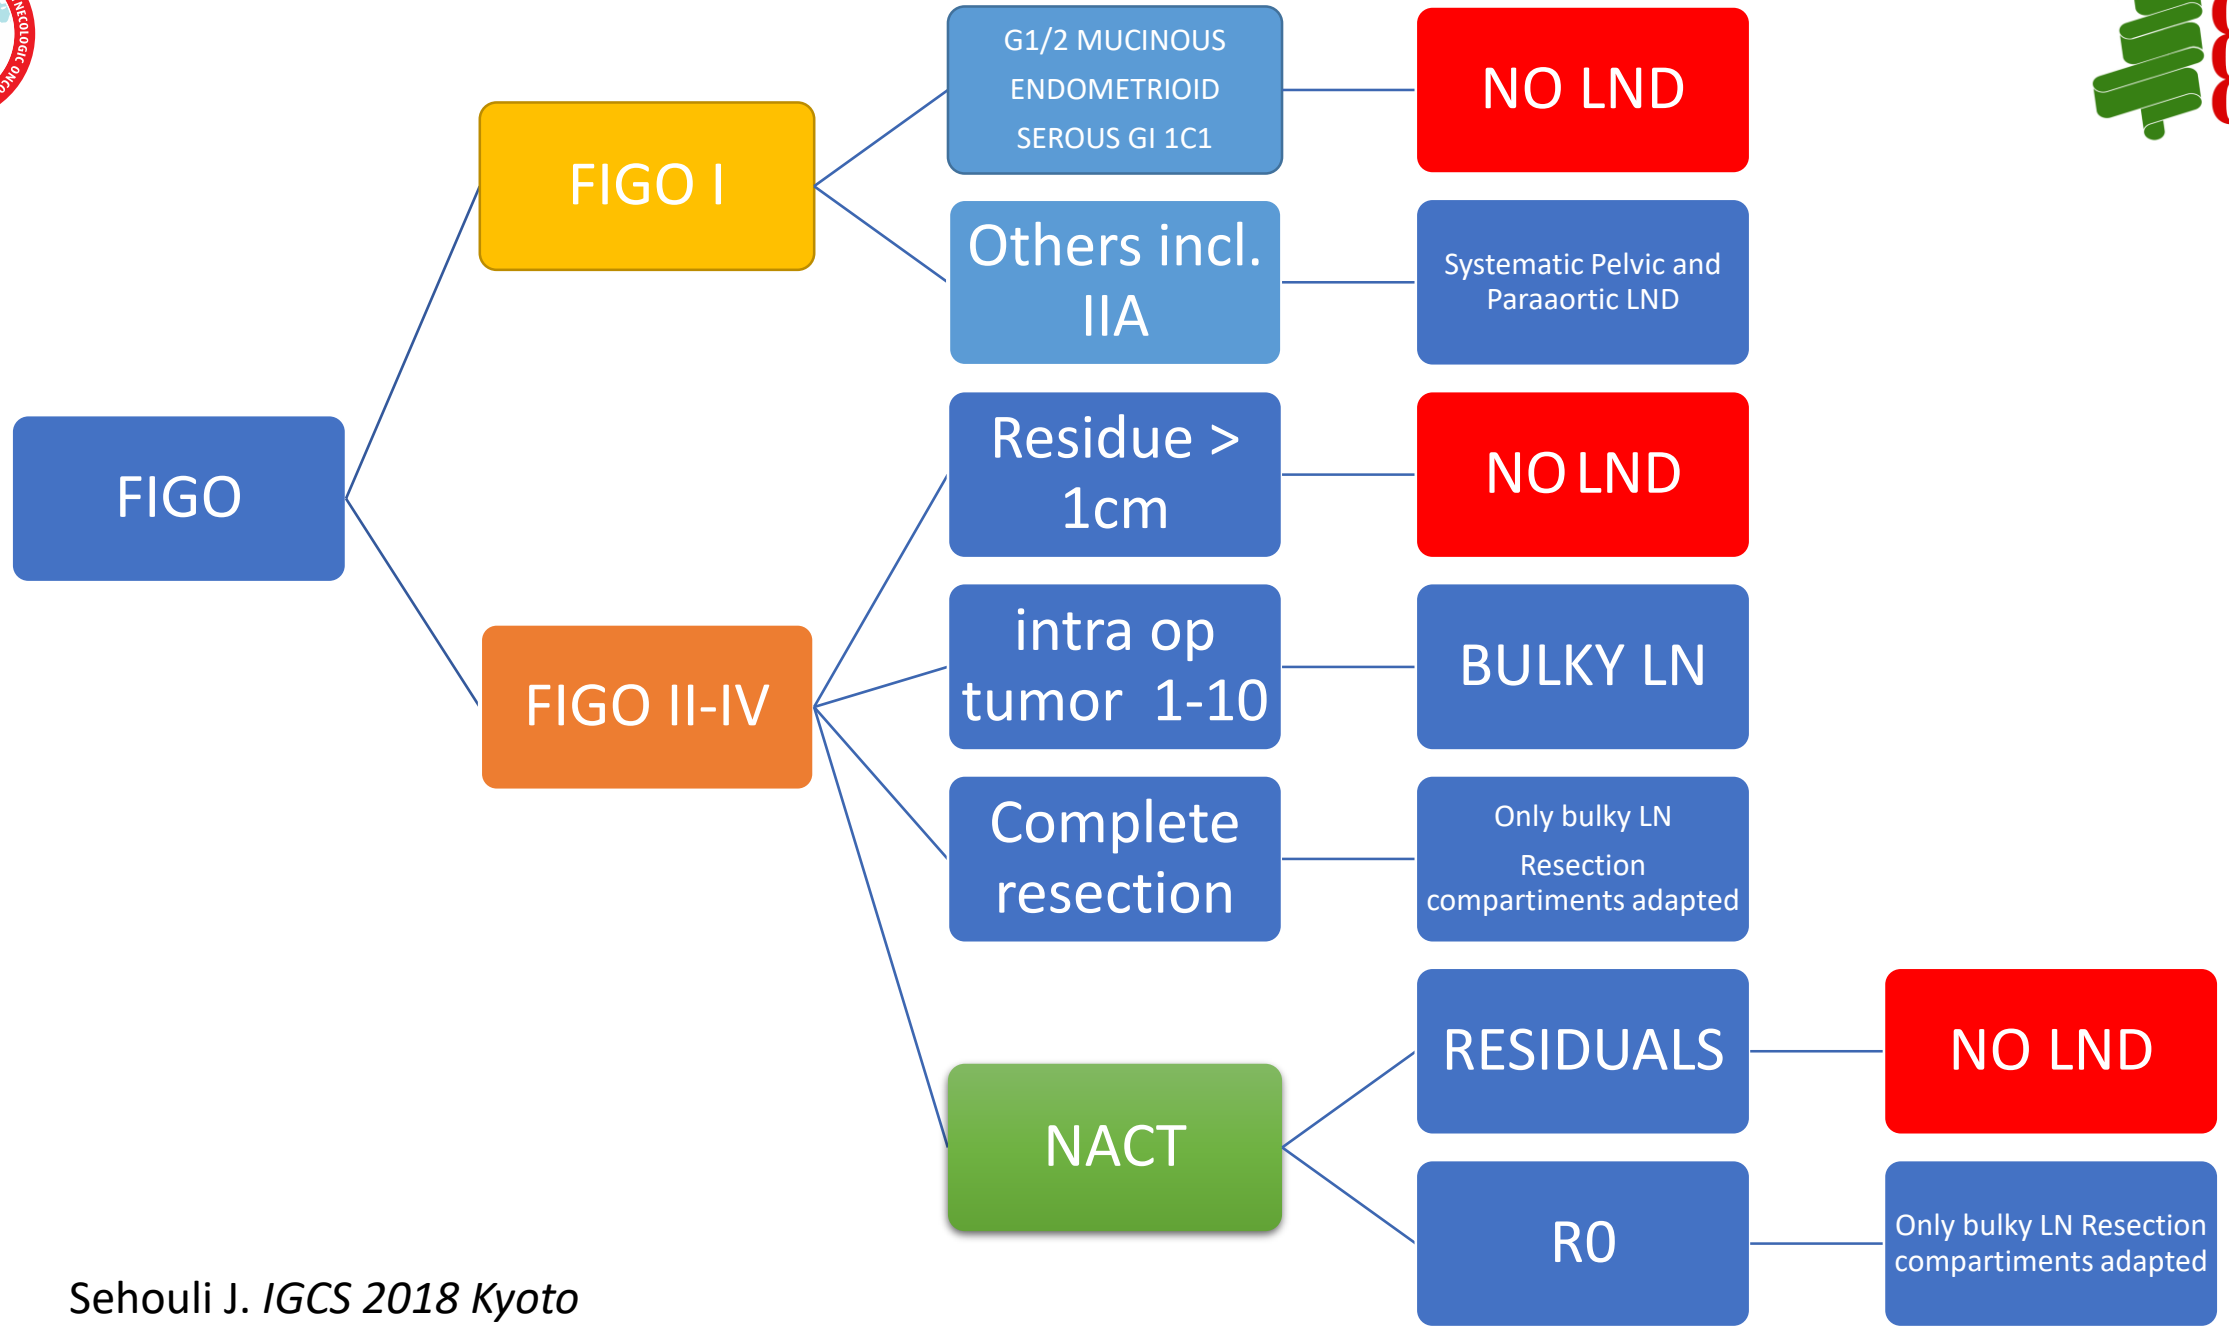 NECOLOGIC ONCO
G1/2 MUCINOUS
ENDOMETRIOID
SEROUS GI 1C1
NO LND
FIGO I
Others incl.
IIA
Systematic Pelvic and
Paraaortic LND
FIGO
Residue >
1cm
NO LND
FIGO II-IV
intra op
tumor 1-10
BULKY LN
Complete
resection
Only bulky LN
Resection
compartiments adapted
NACT
RESIDUALS
NO LND
R0
Only bulky LN Resection
compartiments adapted
Sehouli J. IGCS 2018 Kyoto